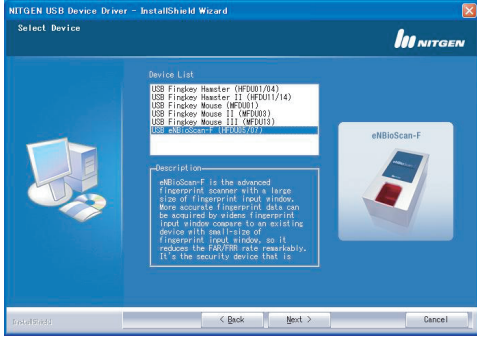 NITGEN USB Device Driver - InstallShield Wizard
Select Device
NITGEN
Device List
USB Fingkey Hamster (HFDU01/04)
USB Fingkey Hamster II (HFDU11/14)
USB Fingkey Mouse (MFDU01)
USB Fingkey Mouse II (MFDU03)
USB Fingkey Mouse III (MFDU13)
USB eNBioScan-F (HFDU05/07)
eNBioScan-F
Description
eNBioScan-F is the advanced
fingerprint scanner with a large
size of fingerprint input window.
More accurate fingerprint data can
be acquired by widens fingerprint
input window compare to an existing
device with small-size of
fingerprint input window, so it
reduces the FAR/FRR rate remarkably.
It's the security device that is
InstallShield
< Back
Next >
Cancel